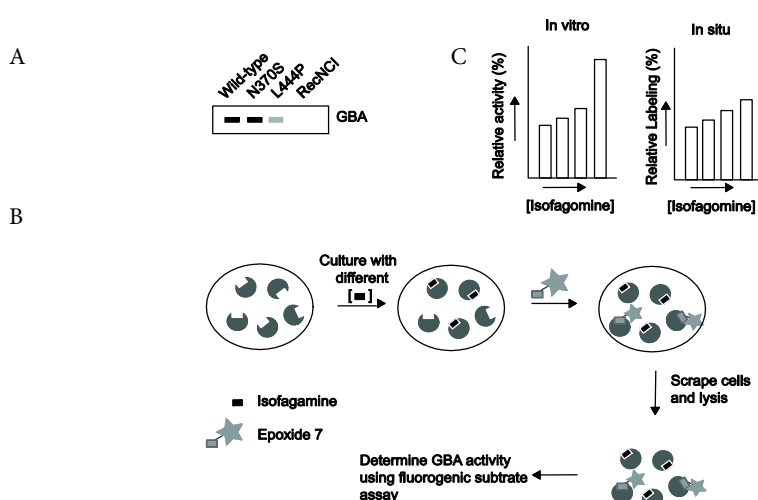 A
Wild-type
N370S
L444P
RecNCI
GBA
C
In vitro
Relative activity (%)
[Isofagomine]
In situ
Relative Labeling (%)
[Isofagomine]
B
Culture with
different
[ ]
Isofagamine
Epoxide 7
Scrape cells
and lysis
Determine GBA activity
using fluorogenic subtrate
assay